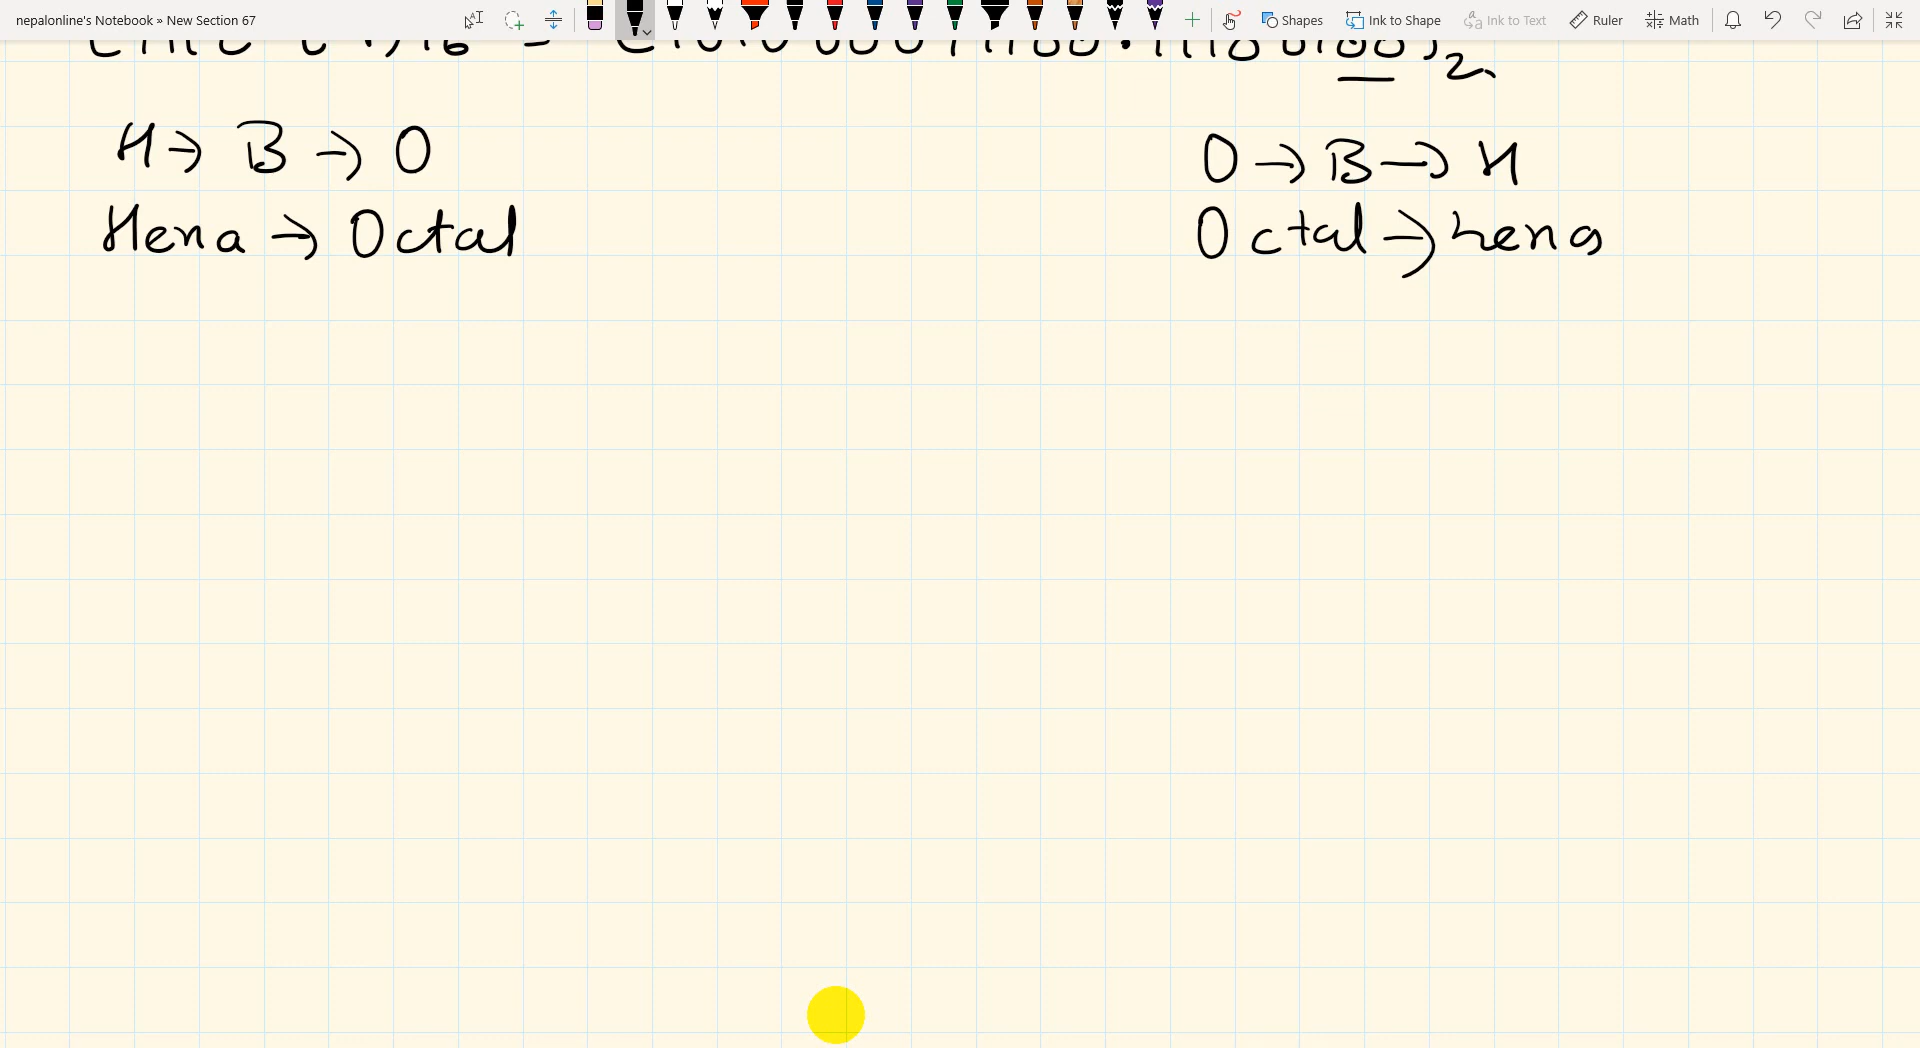 nepalonline's Notebook » New Section 67
Shapes
Ink to Shape
Ink to Text
Ruler
Math
H → B → O
Hexa → Octal
O → B → H
Octal → hexa